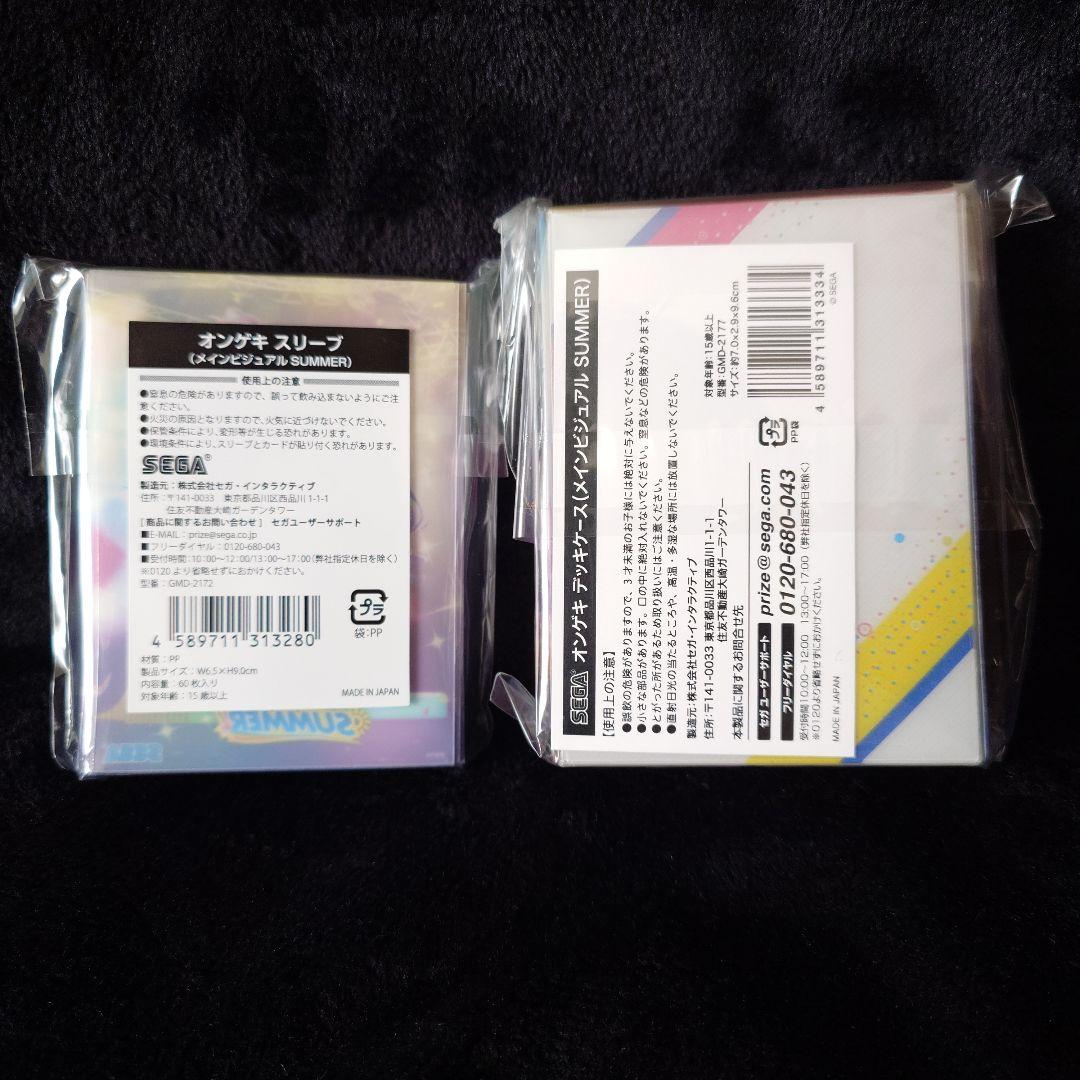 オンゲキ スリーブ
(メインビジュアル SUMMER)
使用上の注意
●窒息の危険がありますので、誤って飲み込まないようにご
注意ください。
●火災の原因となりますので、火気に近づけないでください。
●保管条件により、変形等が生じる恐れがあります。
●環境条件により、スリーブとカードが貼り付く恐れがあります。
SEGA®
製造元:株式会社セガ・インタラクティブ
住所:〒141-0033 東京都品川区西品川 1-1-1
住友不動産大崎ガーデンタワー
[商品に関するお問い合わせ] セガユーザーサポート
■E-MAIL:prize@sega.co.jp
■フリーダイヤル:0120-680-043
■受付時間:10:00～12:00/13:00～17:00(弊社指定休日を除く)
※0120 より省略せずにおかけください。
型番:GMD-2172
4 589711 313280
プラ
袋:PP
材質:PP
製品サイズ:W6.5×H9.0cm
内容量:60枚入り
対象年齢:15歳以上
MADE IN JAPAN
SUMMER
SEGA
SEGA オンゲキ デッキケース(メインビジュアル SUMMER)
【使用上の注意】
●誤飲の危険がありますので、3才未満のお子様には絶対に与えないでください。
●小さな部品があります。口の中に絶対入れないでください。窒息などの危険があります。
●とがった所があるため取り扱いにはご注意ください。
●直射日光の当たるところや、高温・多湿な場所には放置しないでください。
製造元:株式会社セガ・インタラクティブ
住所:〒141-0033 東京都品川区西品川1-1-1
住友不動産大崎ガーデンタワー
本製品に関するお問合せ先
セガ ユーザーサポート prize@sega.com
フリーダイヤル 0120-680-043
受付時間10:00～12:00 13:00～17:00(弊社指定休日を除く)
※0120より省略せずにおかけください。
MADE IN JAPAN
対象年齢:15歳以上
型番:GMD-2177
サイズ:約7.0×2.9×9.6cm
プラ
PP袋
4 589711 313334
© SEGA